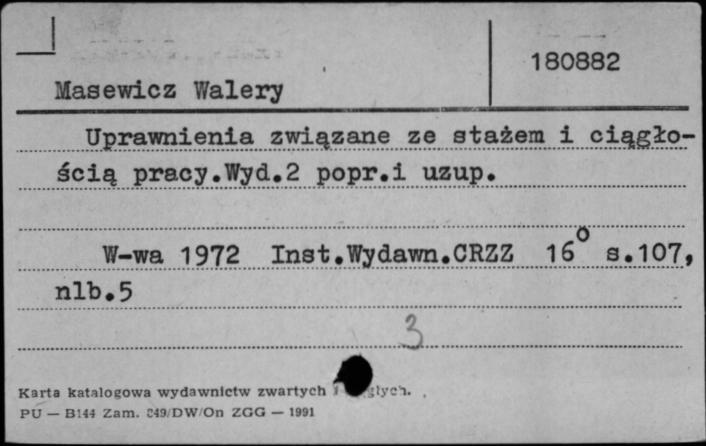 180882
Masewicz Walery
Uprawnienia związane ze stażem i ciągło-
ścią pracy.Wyd.2 popr.i uzup.
W-wa 1972 Inst.Wydawn.CRZZ 16° s.107,
nlb.5
3
Karta katalogowa wydawnictw zwartych
PU — B144 Zam. 849/DW/On ZGG — 1991